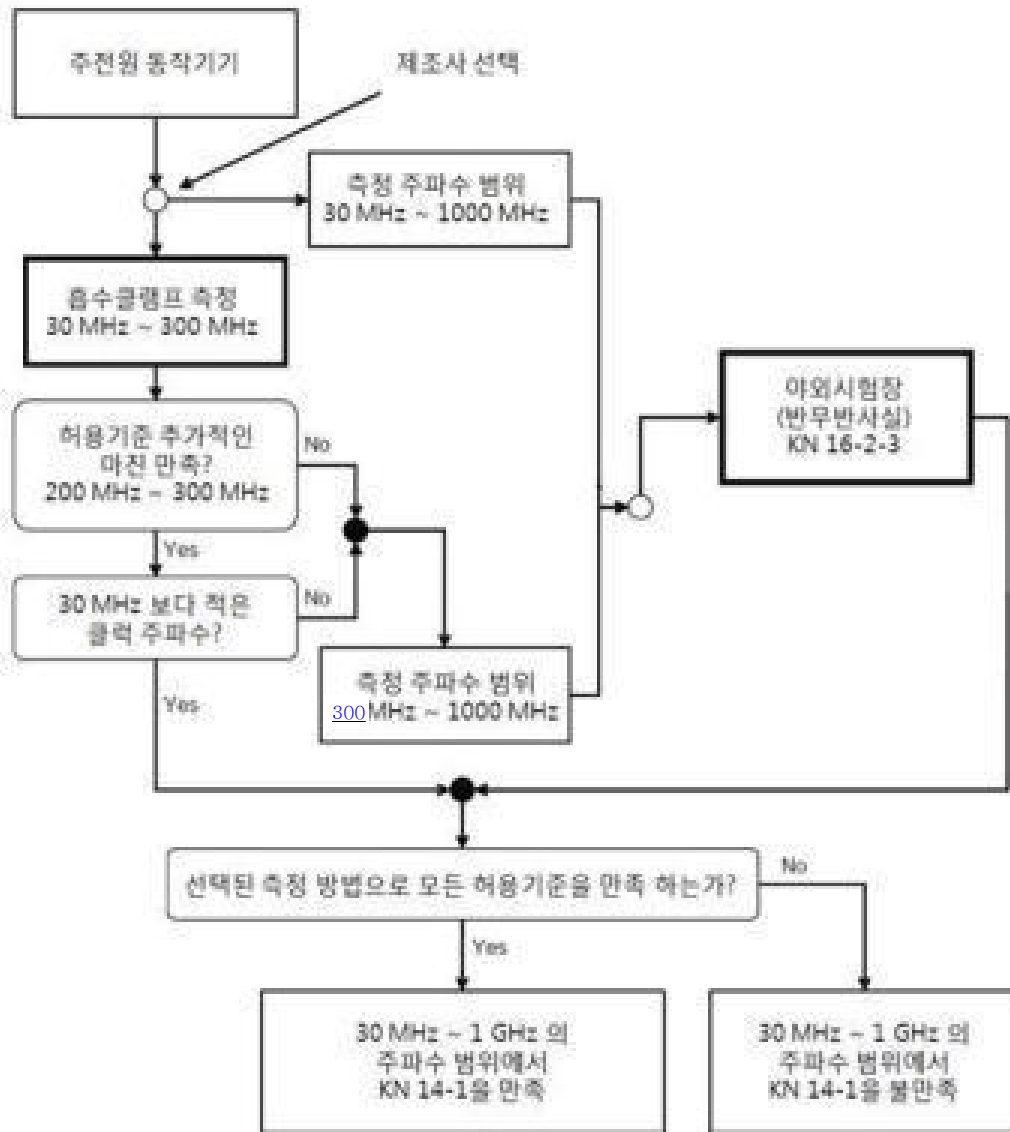 주전원 동작기기
제조사 선택
측정 주파수 범위
30 MHz ~ 1000 MHz
흡수클램프 측정
30 MHz ~ 300 MHz
허용기준 추가적인
마진 만족?
200 MHz ~ 300 MHz
No
Yes
30 MHz 보다 적은
클럭 주파수?
No
Yes
측정 주파수 범위
300 MHz ~ 1000 MHz
야외시험장
(반무반사실)
KN 16-2-3
선택된 측정 방법으로 모든 허용기준을 만족 하는가?
No
Yes
30 MHz ~ 1 GHz 의
주파수 범위에서
KN 14-1을 만족
30 MHz ~ 1 GHz 의
주파수 범위에서
KN 14-1을 불만족